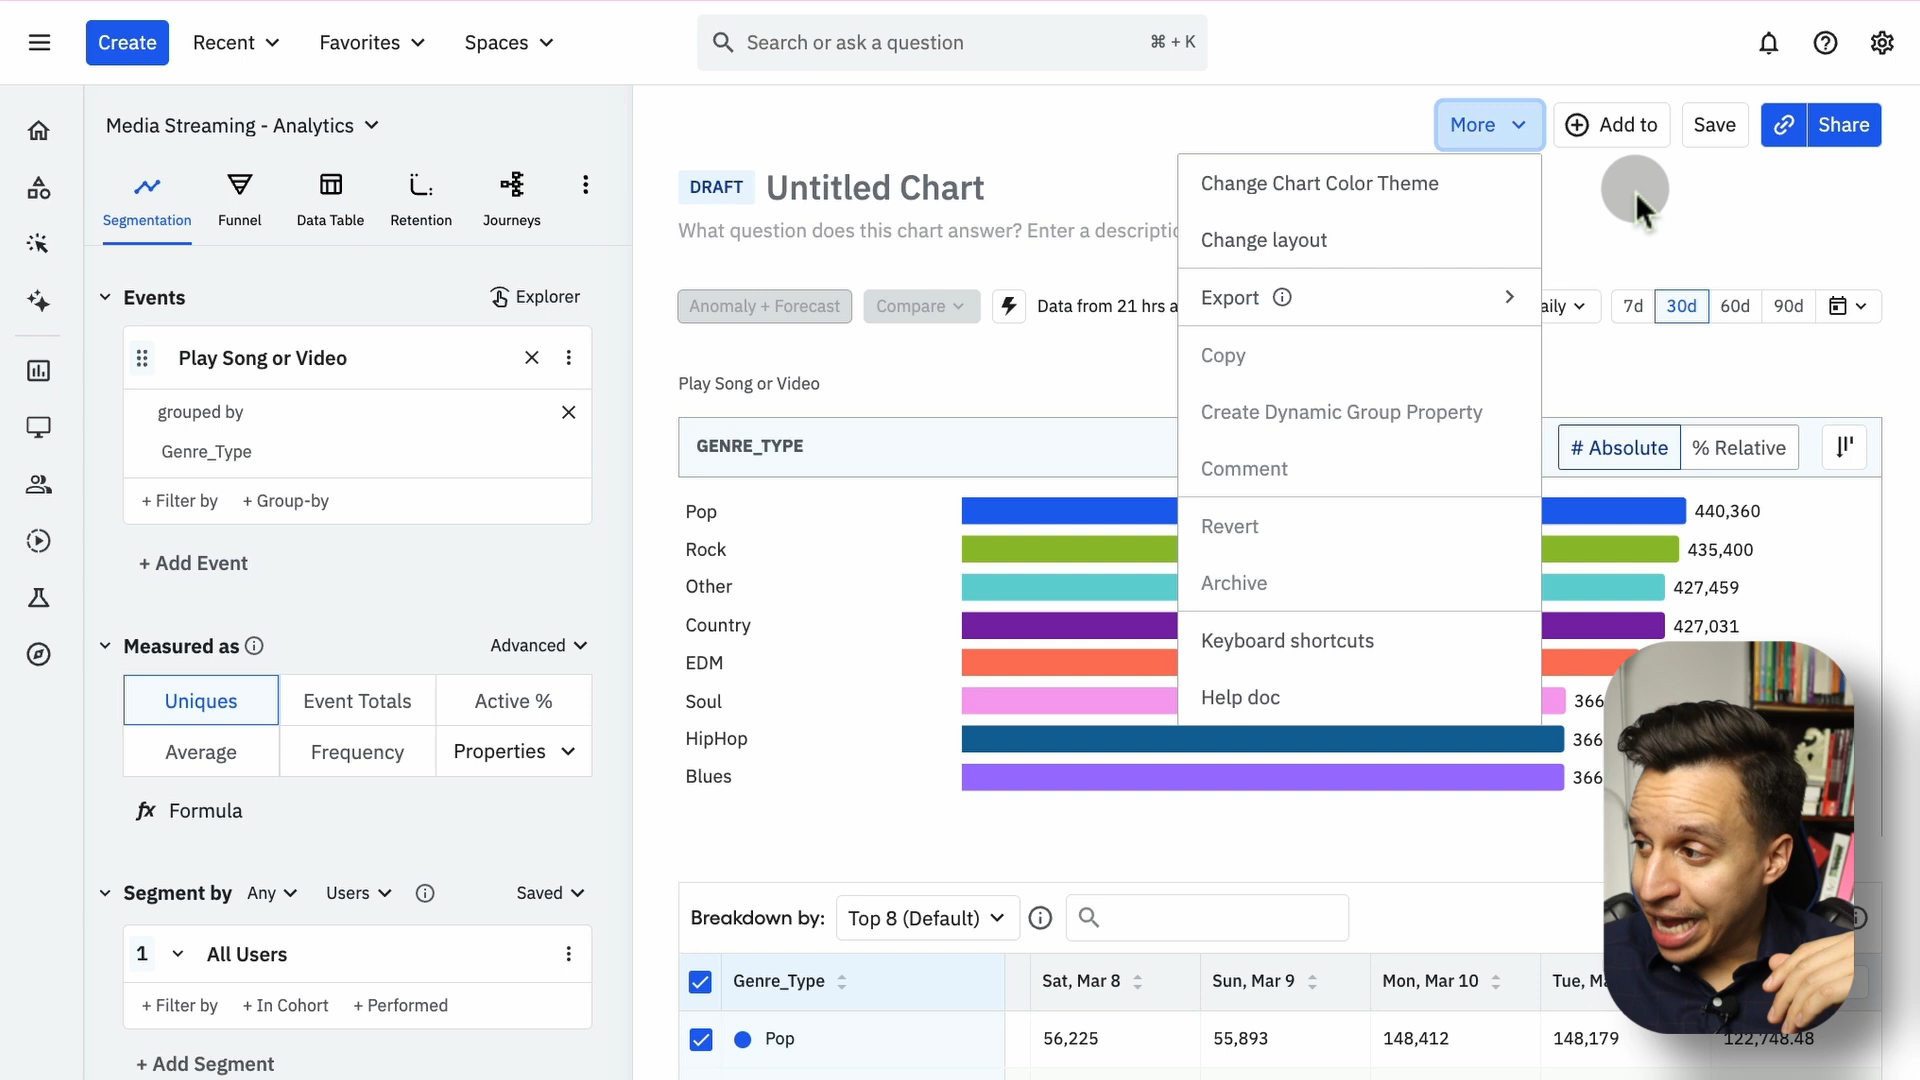 Create
Recent
Favorites
Spaces
Search or ask a question
⌘ + K
Media Streaming - Analytics
Segmentation
Funnel
Data Table
Retention
Journeys
Events
Explorer
Play Song or Video
grouped by
Genre_Type
+ Filter by
+ Group-by
+ Add Event
Measured as
Advanced
Uniques
Event Totals
Active %
Average
Frequency
Properties
fx Formula
Segment by
Any
Users
Saved
1
All Users
+ Filter by
+ In Cohort
+ Performed
+ Add Segment
More
Add to
Save
Share
DRAFT
Untitled Chart
What question does this chart answer? Enter a descriptio
Anomaly + Forecast
Compare
Data from 21 hrs a
aily
7d
30d
60d
90d
Change Chart Color Theme
Change layout
Export
Copy
Create Dynamic Group Property
Comment
Revert
Archive
Keyboard shortcuts
Help doc
Play Song or Video
GENRE_TYPE
# Absolute
% Relative
Pop
440,360
Rock
435,400
Other
427,459
Country
427,031
EDM
Soul
366
HipHop
366
Blues
366
Breakdown by:
Top 8 (Default)
Genre_Type
Sat, Mar 8
Sun, Mar 9
Mon, Mar 10
Tue, Ma
Pop
56,225
55,893
148,412
148,179
122,748.48